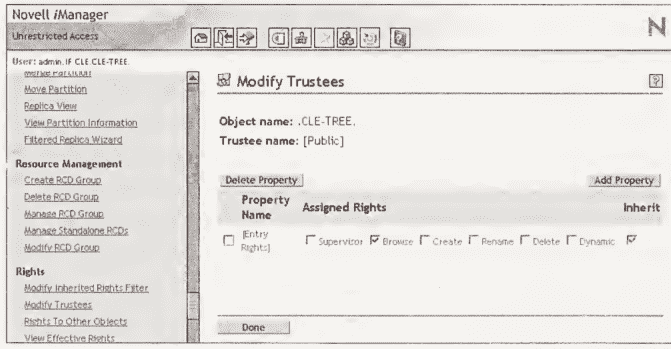 Novell iManager
Unrestricted Access
N
User: admin.IF CLE.CLE-TREE.
Merge Partition
Move Partition
Replica View
View Partition Information
Filtered Replica Wizard
Resource Management
Create RCD Group
Delete RCD Group
Manage RCD Group
Manage Standalone RCDs
Modify RCD Group
Rights
Modify Inherited Rights Filter
Modify Trustees
Rights To Other Objects
View Effective Rights
Modify Trustees
?
Object name: .CLE-TREE.
Trustee name: [Public]
Delete Property
Add Property
Property Name
Assigned Rights
Inherit
[Entry Rights]
Supervisor Browse Create Rename Delete Dynamic
Done